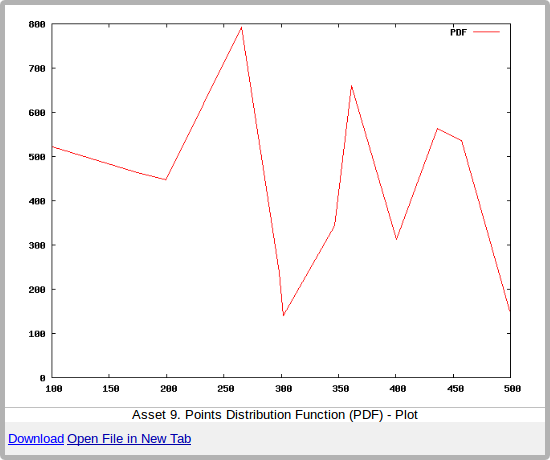 800
PDF
700
600
500
400
300
200
100
0
100 150 200 250 300 350 400 450 500
Asset 9. Points Distribution Function (PDF) - Plot
Download Open File in New Tab